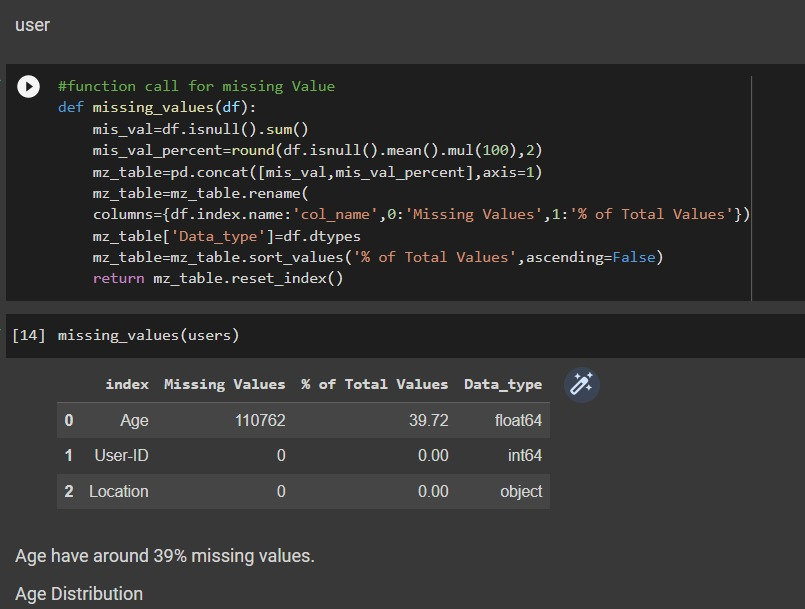 user
#function call for missing Value
def missing_values(df):
mis_val=df.isnull().sum()
mis_val_percent=round(df.isnull().mean().mul(100),2)
mz_table=pd.concat([mis_val,mis_val_percent],axis=1)
mz_table=mz_table.rename(
columns={df.index.name:'col_name',0:'Missing Values',1:'% of Total Values'})
mz_table['Data_type']=df.dtypes
mz_table=mz_table.sort_values('% of Total Values',ascending=False)
return mz_table.reset_index()
[14] missing_values(users)
index Missing Values % of Total Values Data_type
0 Age 110762 39.72 float64
1 User-ID 0 0.00 int64
2 Location 0 0.00 object
Age have around 39% missing values.
Age Distribution